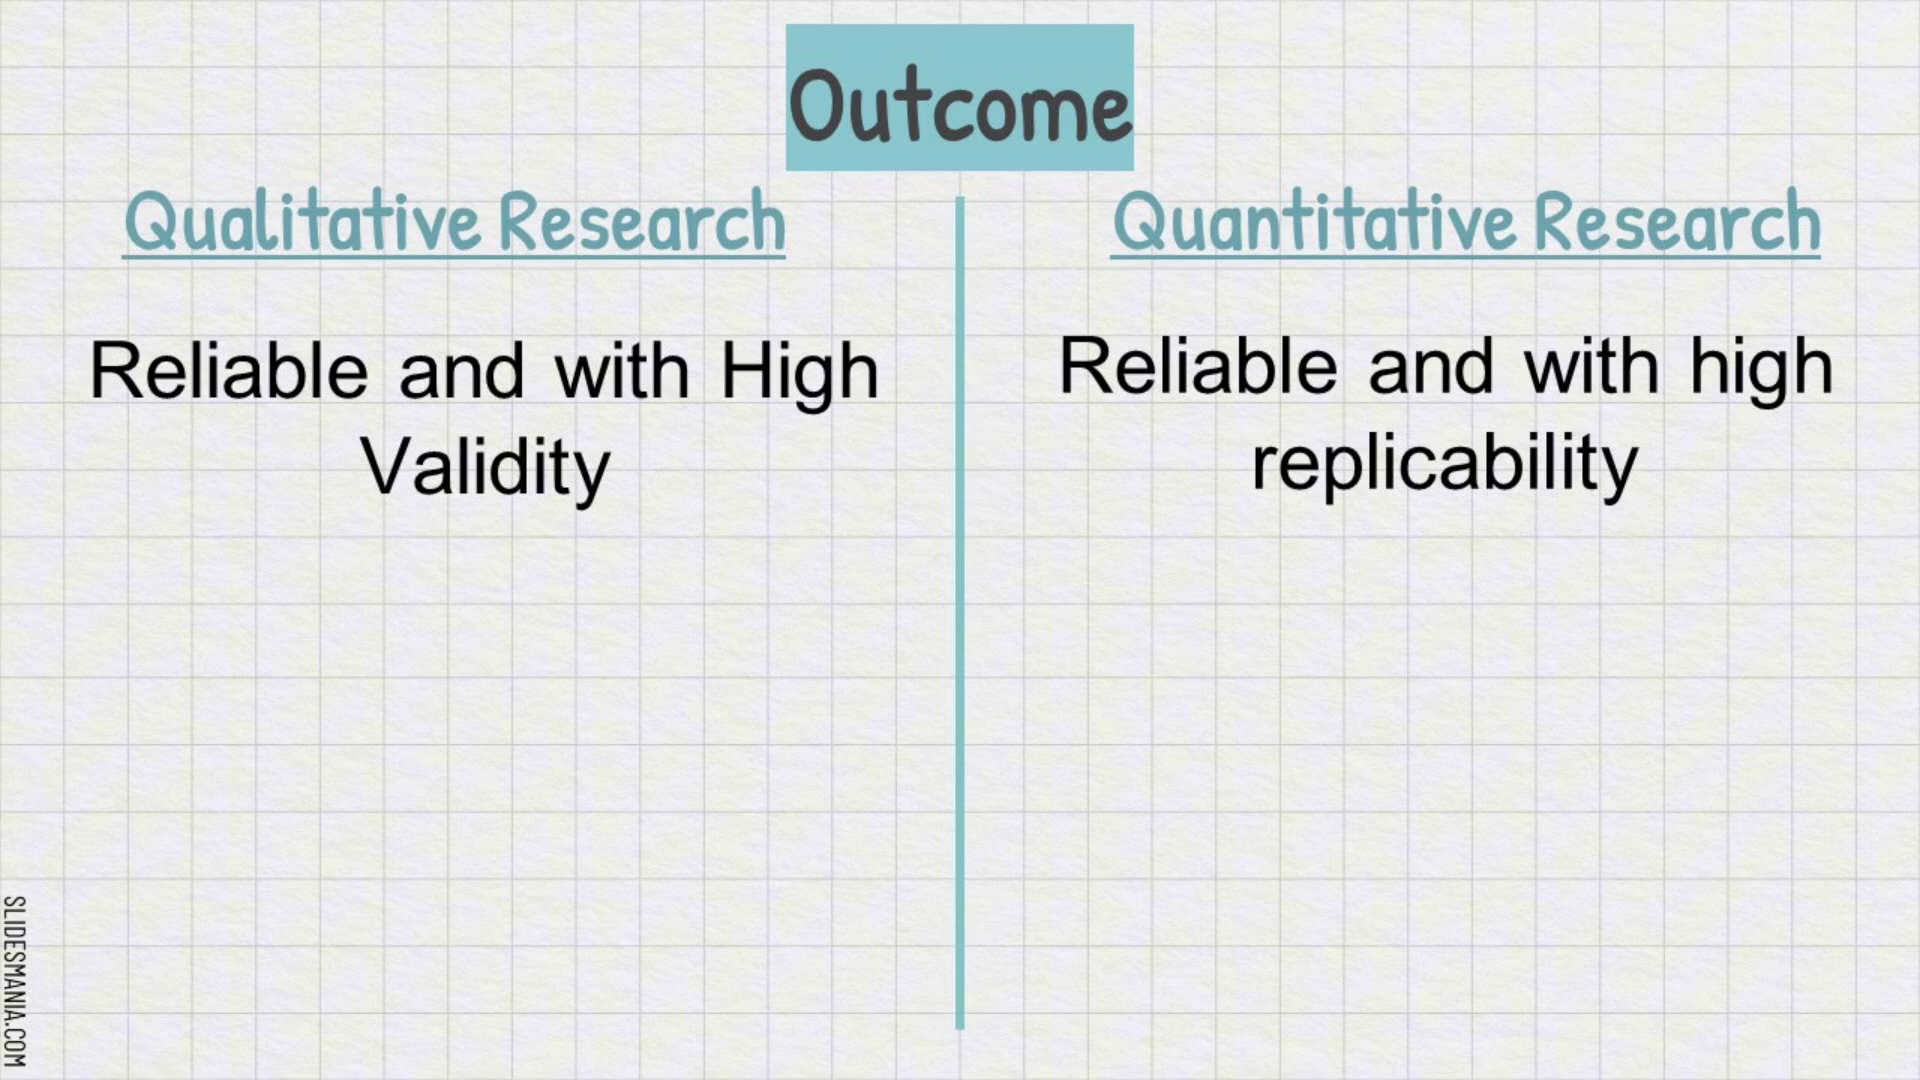 Outcome
Qualitative Research
Reliable and with High
Validity
Quantitative Research
Reliable and with high
replicability
SLIDESMANIA.COM